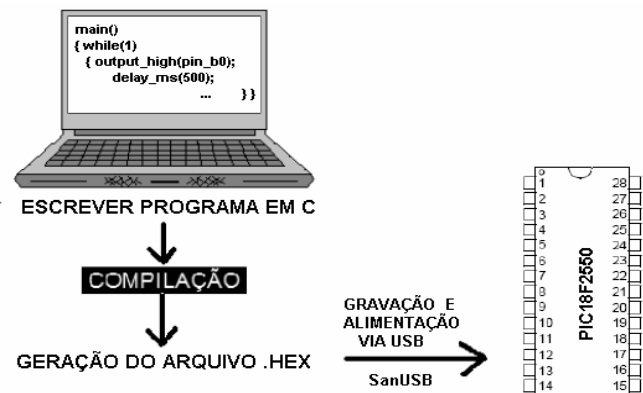 main()
{ while(1)
{ output_high(pin_b0);
delay_ms(500);
... } }
ESCREVER PROGRAMA EM C
COMPILAÇÃO
GERAÇÃO DO ARQUIVO .HEX
GRAVAÇÃO E
ALIMENTAÇÃO
VIA USB
SanUSB
PIC18F2550
1 28
2 27
3 26
4 25
5 24
6 23
7 22
8 21
9 20
10 19
11 18
12 17
13 16
14 15